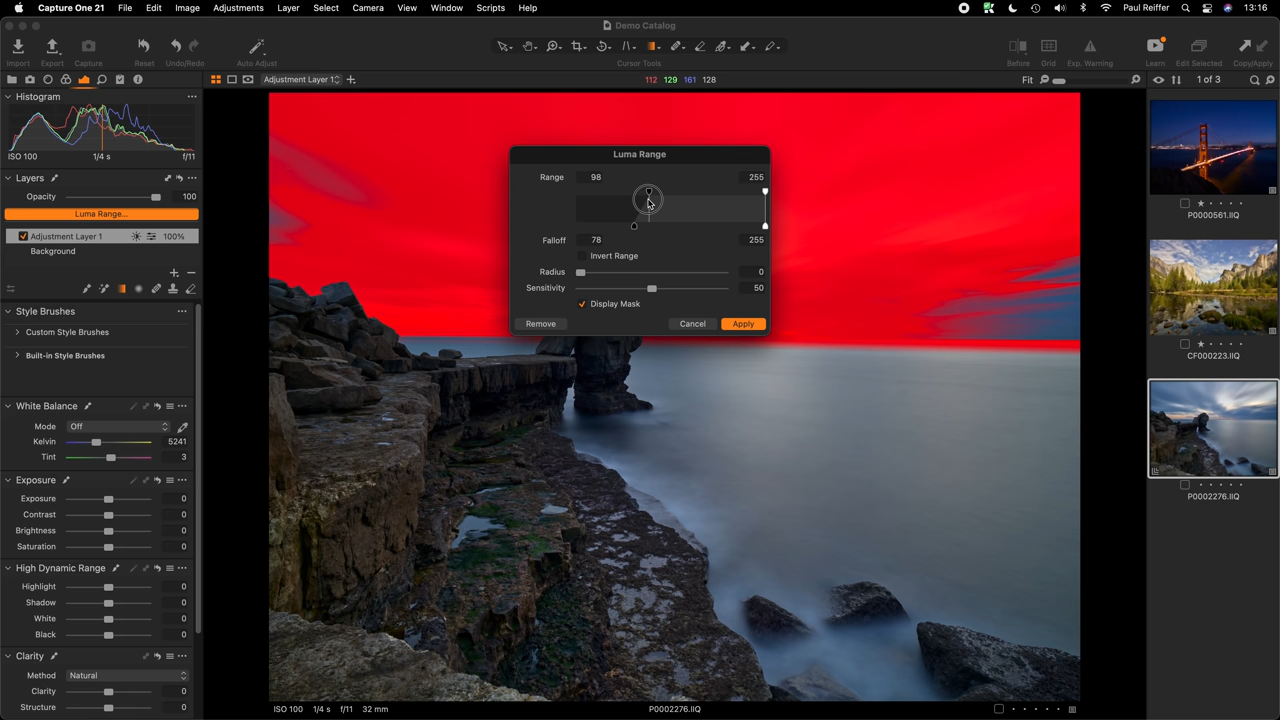 Capture One 21 File Edit Image Adjustments Layer Select Camera View Window Scripts Help Paul Reiffer 13:16
Demo Catalog
Import Export Capture Reset Undo/Redo Auto Adjust Cursor Tools Before Grid Exp. Warning Learn Edit Selected Copy/Apply
Adjustment Layer 1 112 129 161 128 Fit 1 of 3
Histogram
ISO 100 1/4 s f/11
Layers
Opacity 100
Luma Range...
Adjustment Layer 1 100%
Background
Style Brushes
Custom Style Brushes
Built-in Style Brushes
White Balance
Mode Off
Kelvin 5241
Tint 3
Exposure
Exposure 0
Contrast 0
Brightness 0
Saturation 0
High Dynamic Range
Highlight 0
Shadow 0
White 0
Black 0
Clarity
Method Natural
Clarity 0
Structure 0
Luma Range
Range 98 255
Falloff 78 255
Invert Range
Radius 0
Sensitivity 50
Display Mask
Remove Cancel Apply
ISO 100 1/4 s f/11 32 mm P0002276.IIQ
P0000561.IIQ
CF000223.IIQ
P0002276.IIQ